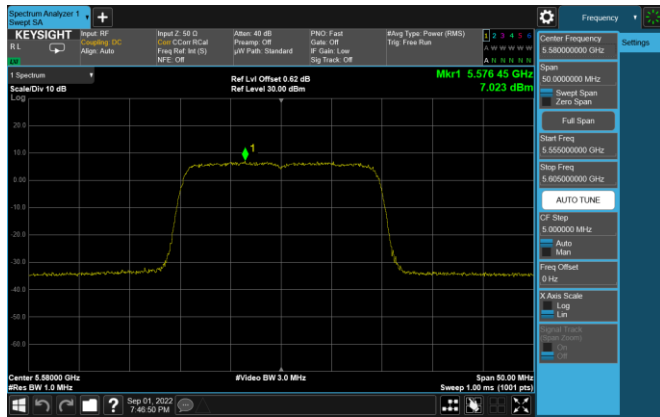 Spectrum Analyzer 1
Swept SA
+
KEYSIGHT
RL
Input: RF
Coupling: DC
Align: Auto
Input Z: 50 Ω
Corr CCorr RCal
Freq Ref: Int (S)
NFE: Off
Atten: 40 dB
Preamp: Off
µW Path: Standard
PNO: Fast
Gate: Off
IF Gain: Low
Sig Track: Off
#Avg Type: Power (RMS)
Trig: Free Run
1 2 3 4 5 6
A W W W W W
A N N N N N
1 Spectrum
Scale/Div 10 dB
Log
Ref Lvl Offset 0.62 dB
Ref Level 30.00 dBm
Mkr1 5.576 45 GHz
7.023 dBm
1
20.0
10.0
0.00
-10.0
-20.0
-30.0
-40.0
-50.0
-60.0
Center 5.58000 GHz
#Res BW 1.0 MHz
#Video BW 3.0 MHz
Span 50.00 MHz
Sweep 1.00 ms (1001 pts)
Sep 01, 2022
7:46:50 PM
Frequency
Settings
Center Frequency
5.580000000 GHz
Span
50.0000000 MHz
Swept Span
Zero Span
Full Span
Start Freq
5.555000000 GHz
Stop Freq
5.605000000 GHz
AUTO TUNE
CF Step
5.000000 MHz
Auto
Man
Freq Offset
0 Hz
X Axis Scale
Log
Lin
Signal Track
(Span Zoom)
On
Off